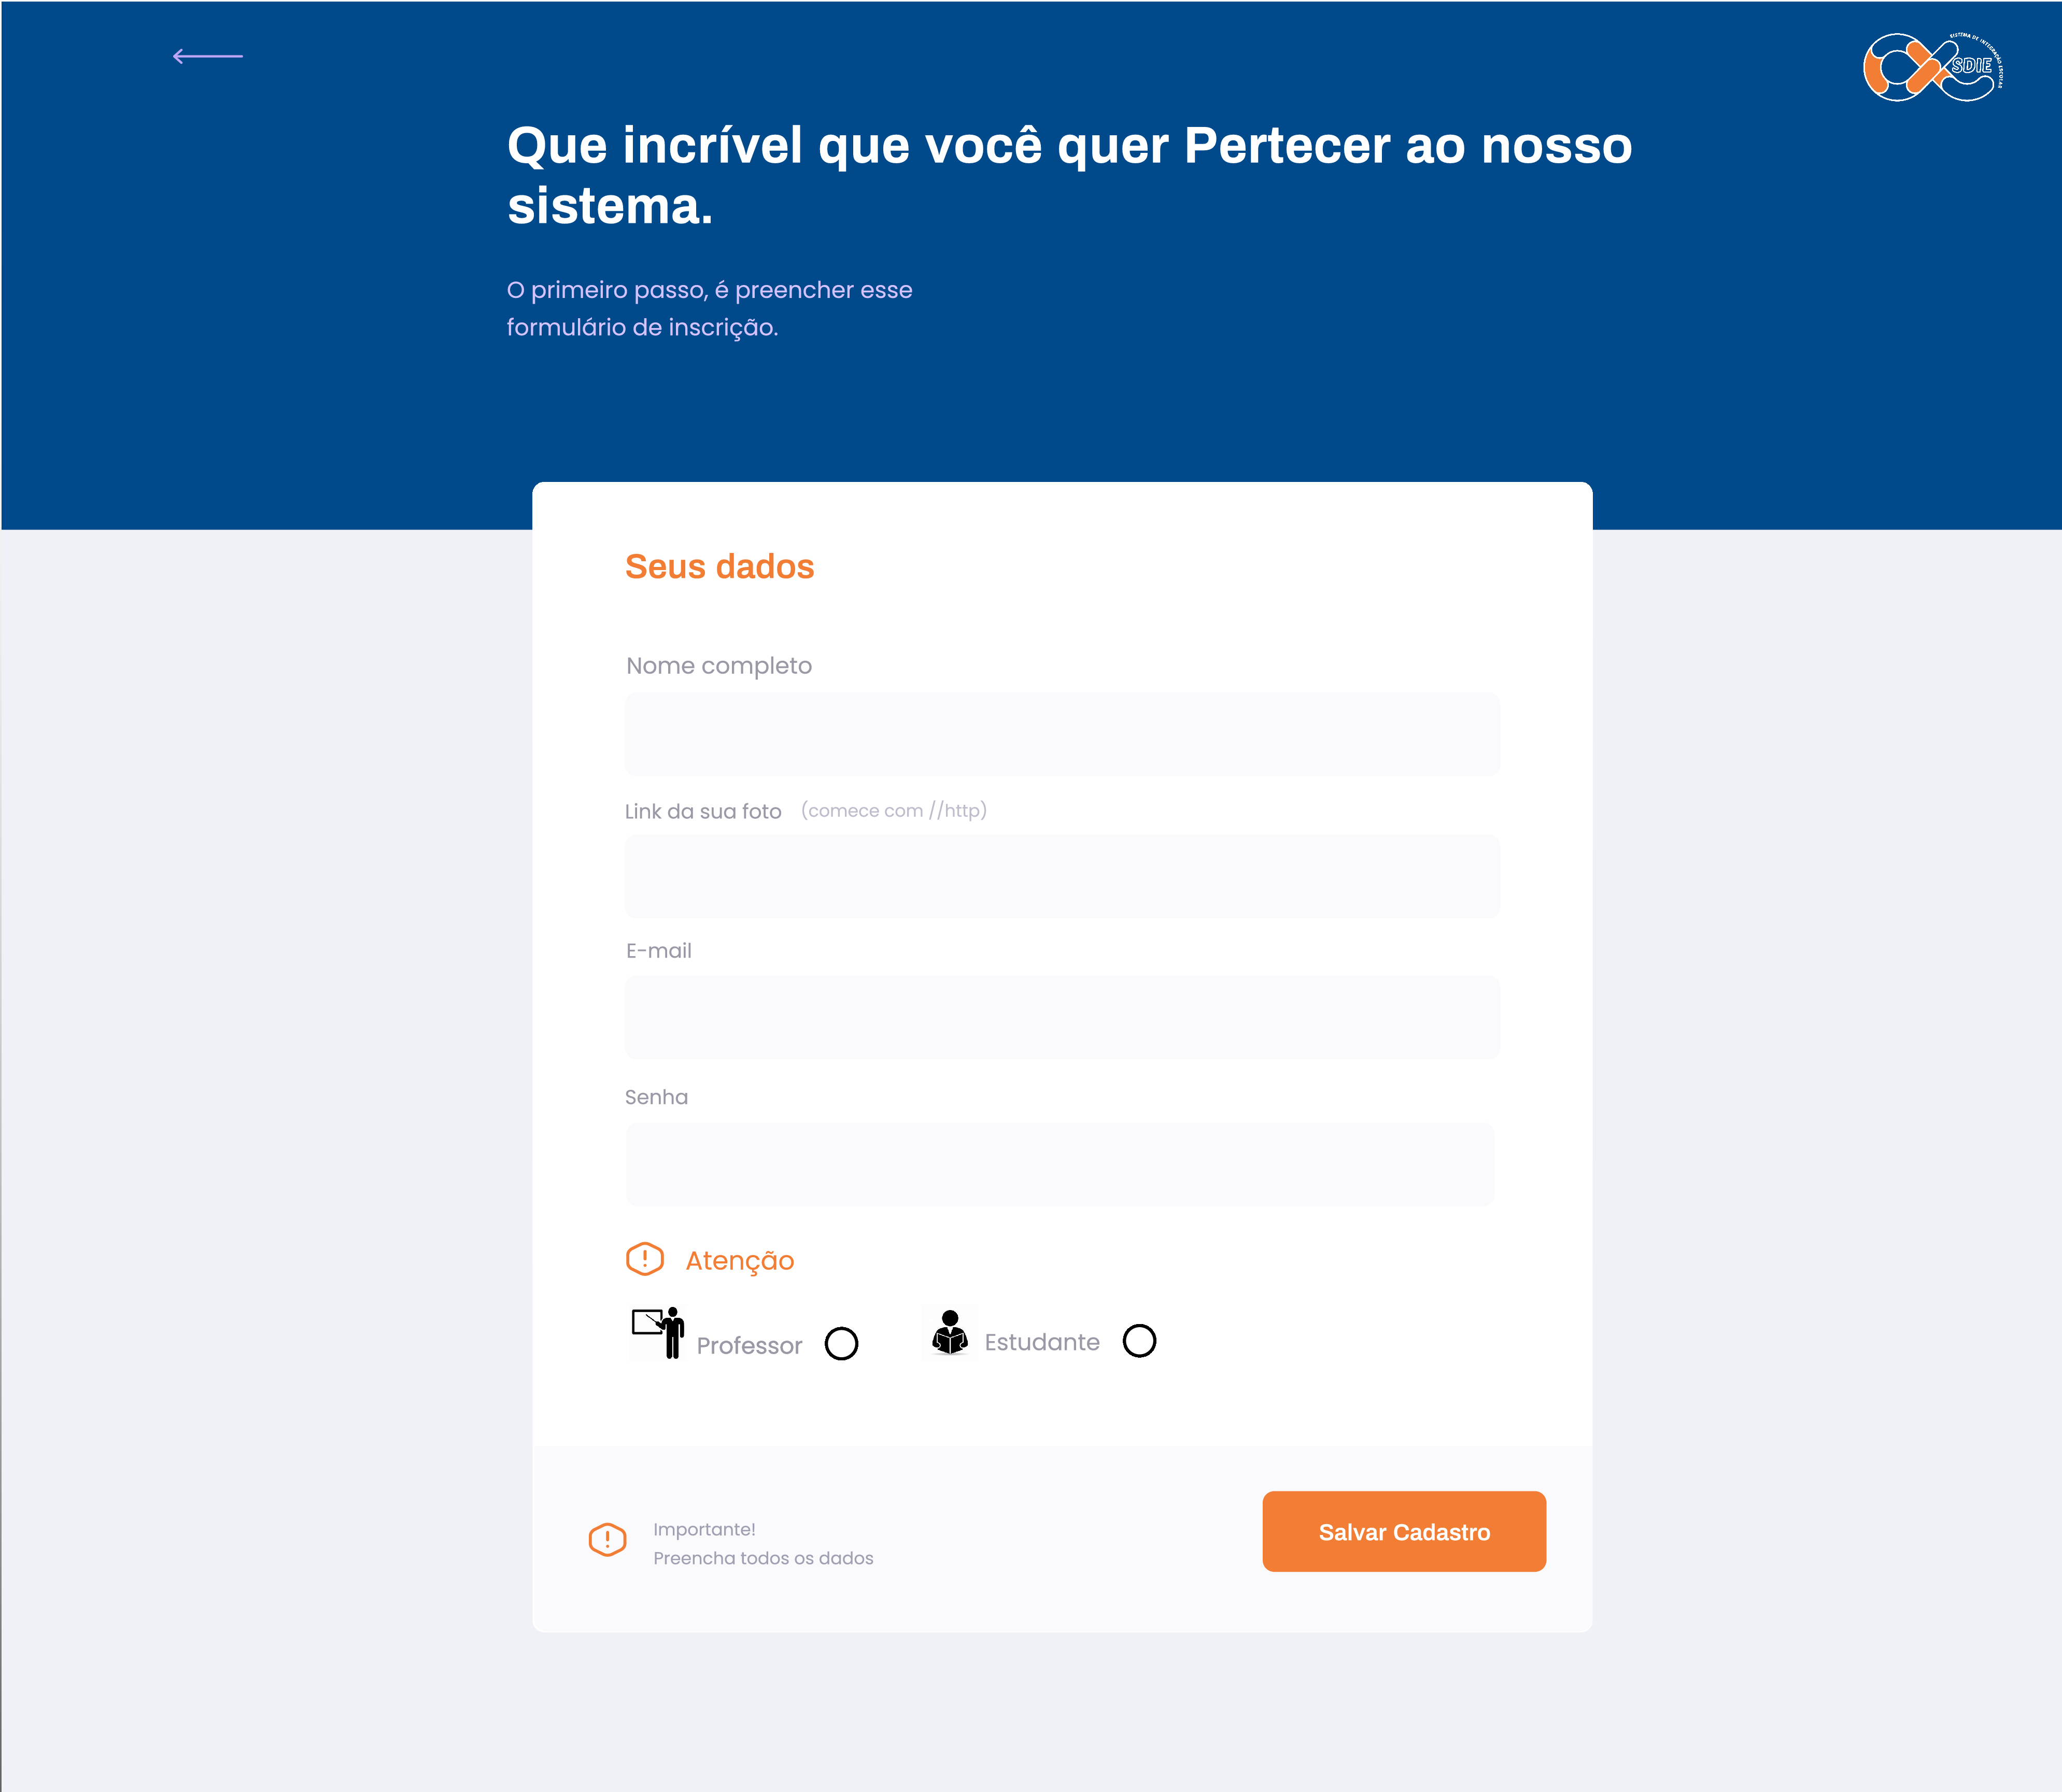 SISTEMA DE INTEGRAÇÃO ESCOLAR
SDIE
Que incrível que você quer Pertecer ao nosso
sistema.
O primeiro passo, é preencher esse
formulário de inscrição.
Seus dados
Nome completo
Link da sua foto (comece com //http)
E-mail
Senha
Atenção
Professor Estudante
Importante!
Preencha todos os dados
Salvar Cadastro